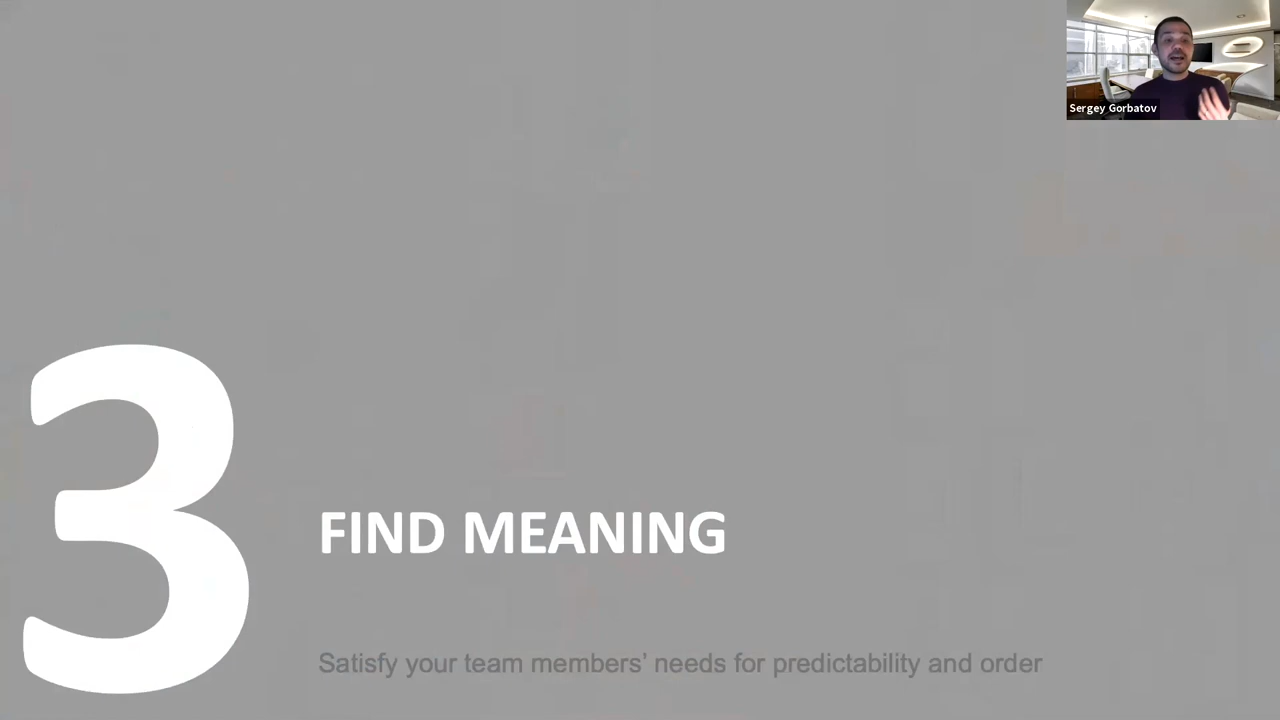 Sergey Gorbatov
3
FIND MEANING
Satisfy your team members' needs for predictability and order